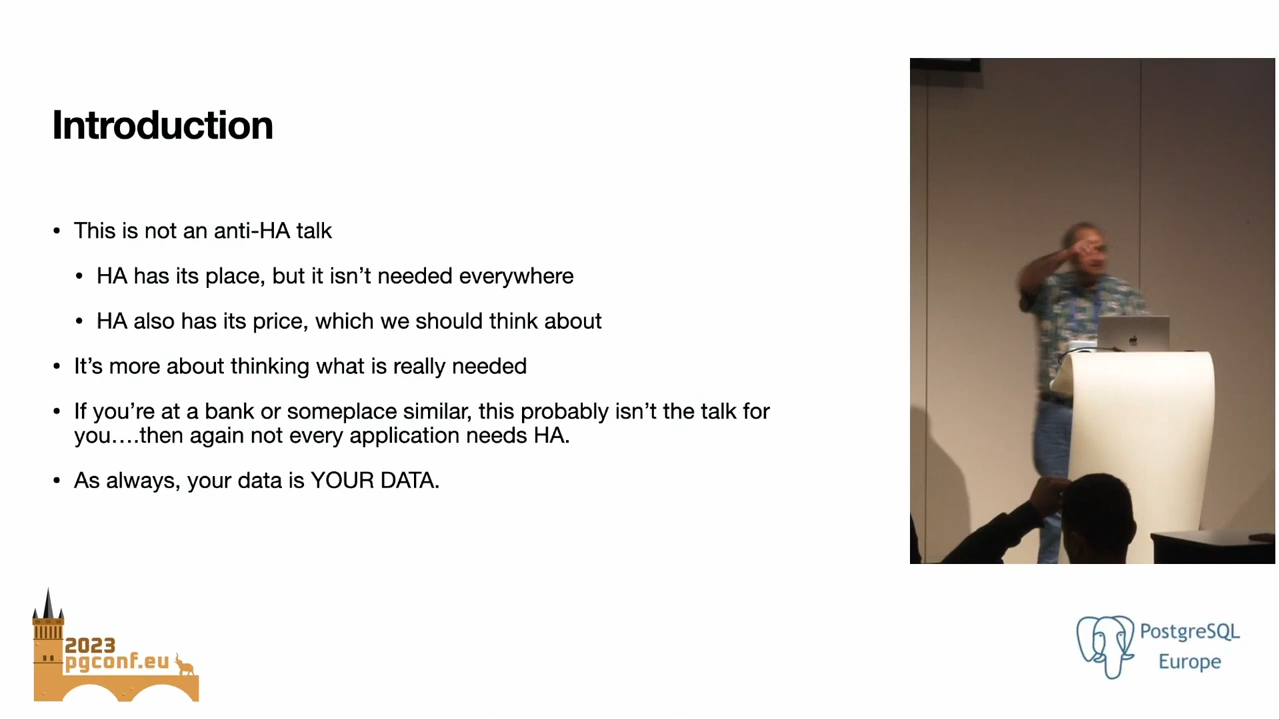 Introduction
• This is not an anti-HA talk
• HA has its place, but it isn’t needed everywhere
• HA also has its price, which we should think about
• It’s more about thinking what is really needed
• If you’re at a bank or someplace similar, this probably isn’t the talk for
you….then again not every application needs HA.
• As always, your data is YOUR DATA.
2023
pgconf.eu
PostgreSQL
Europe